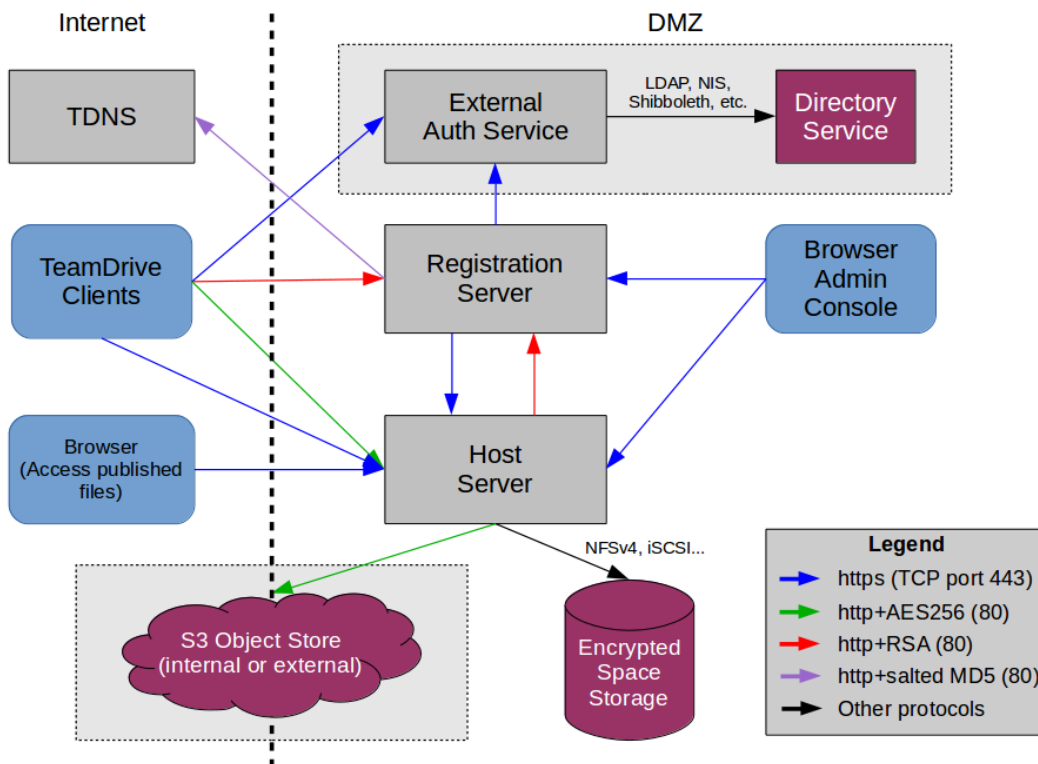 Internet
DMZ
TDNS
External
Auth Service
LDAP, NIS,
Shibboleth, etc.
Directory
Service
TeamDrive
Clients
Registration
Server
Browser
Admin
Console
Browser
(Access published
files)
Host
Server
NFSv4, iSCSI...
S3 Object Store
(internal or external)
Encrypted
Space
Storage
Legend
https (TCP port 443)
http+AES256 (80)
http+RSA (80)
http+salted MD5 (80)
Other protocols